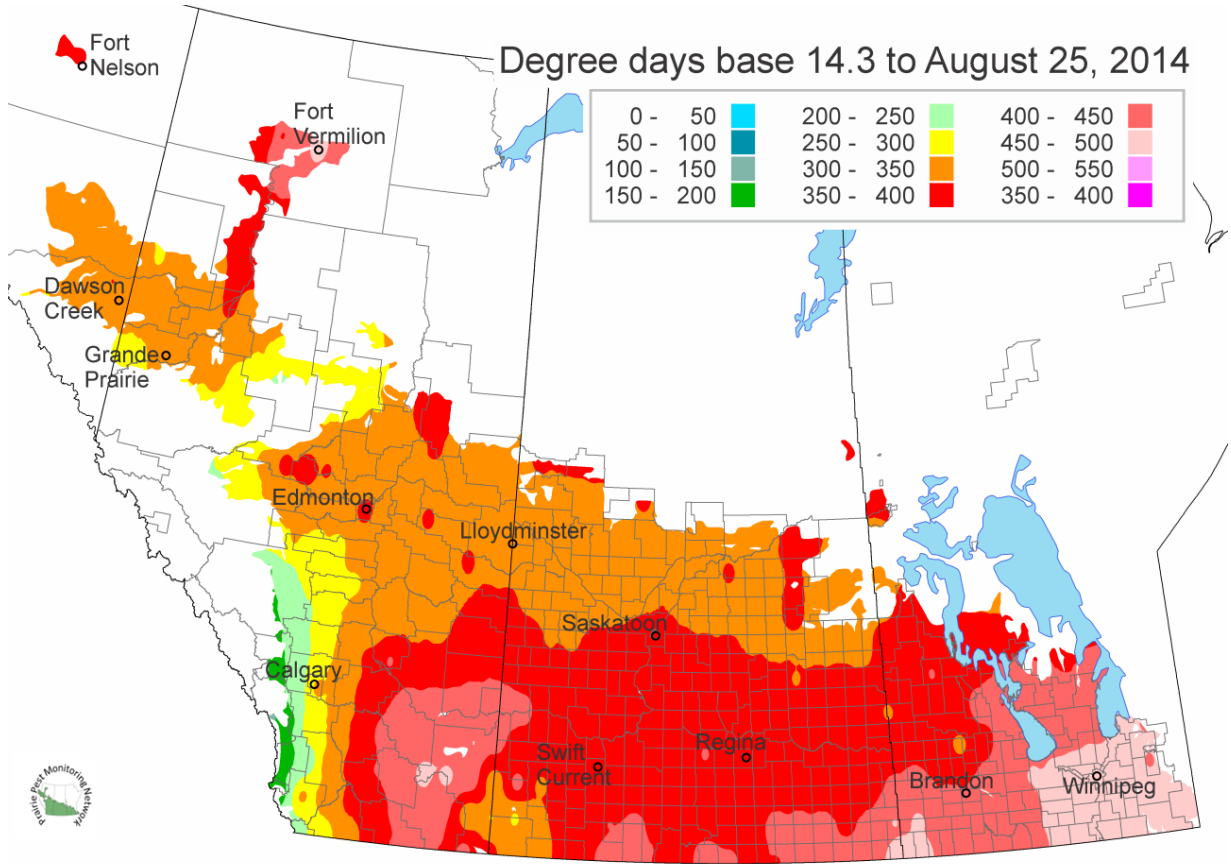 Fort
Nelson
Degree days base 14.3 to August 25, 2014
0 - 50
50 - 100
100 - 150
150 - 200
200 - 250
250 - 300
300 - 350
350 - 400
400 - 450
450 - 500
500 - 550
350 - 400
Fort
Vermilion
Dawson
Creek
Grande
Prairie
Edmonton
Lloydminster
Saskatoon
Calgary
Swift
Current
Regina
Brandon
Winnipeg
Prairie Pest Monitoring Network